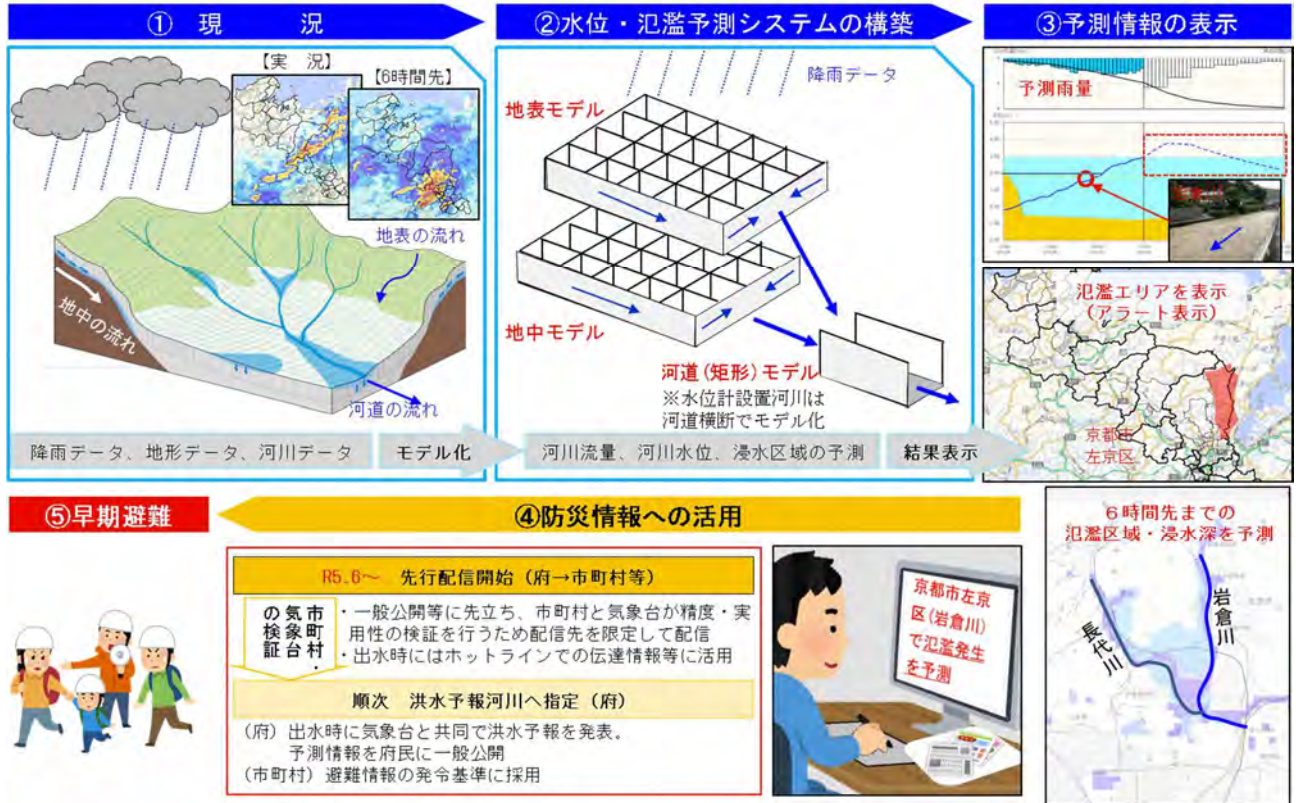 ①現　　況
②水位・氾濫予測システムの構築
③予測情報の表示
【実　況】
【6時間先】
地表の流れ
地中の流れ
河道の流れ
降雨データ、地形データ、河川データ
モデル化
降雨データ
地表モデル
地中モデル
河道(矩形)モデル
※水位計設置河川は
河道横断でモデル化
河川流量、河川水位、浸水区域の予測
結果表示
予測雨量
氾濫エリアを表示
(アラート表示)
京都市
左京区
6時間先までの
氾濫区域・浸水深を予測
岩倉川
長代川
④防災情報への活用
R5.6～　先行配信開始（府→市町村等）
市町村・
気象台
の検証
・一般公開等に先立ち、市町村と気象台が精度・実
用性の検証を行うため配信先を限定して配信
・出水時にはホットラインでの伝達情報等に活用
順次　洪水予報河川へ指定（府）
(府) 出水時に気象台と共同で洪水予報を発表。
予測情報を府民に一般公開
(市町村) 避難情報の発令基準に採用
京都市左京
区(岩倉川)
で氾濫発生
を予測
⑤早期避難